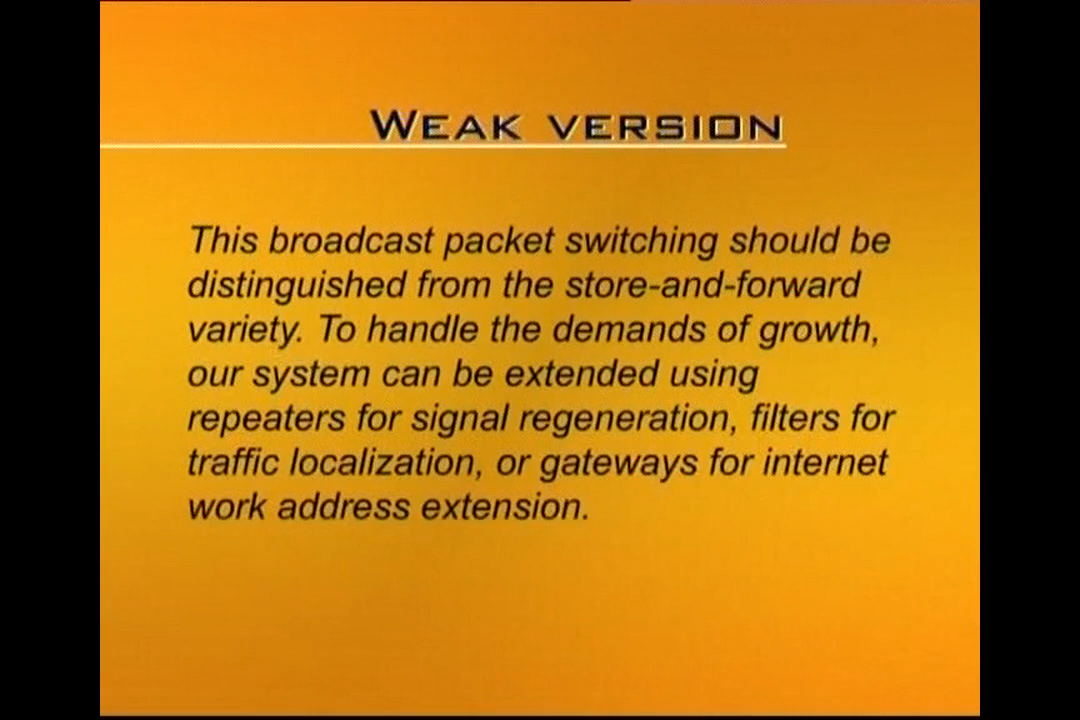 WEAK VERSION
This broadcast packet switching should be
distinguished from the store-and-forward
variety. To handle the demands of growth,
our system can be extended using
repeaters for signal regeneration, filters for
traffic localization, or gateways for internet
work address extension.